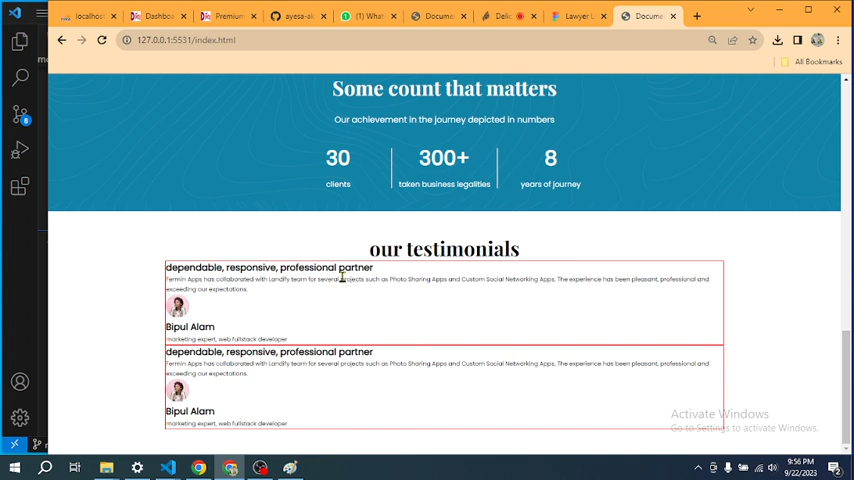 localhost
Dashboa
Premium
ayesa-al
(1) What
Docume
Delic
Lawyer L
Docume
127.0.0.1:5531/index.html
All Bookmarks
Some count that matters
Our achievement in the journey depicted in numbers
30
300+
8
clients
taken business legalities
years of journey
our testimonials
dependable, responsive, professional partner
Fermin Apps has collaborated with Landify team for several projects such as Photo Sharing Apps and Custom Social Networking Apps. The experience has been pleasant, professional and
exceeding our expectations.
Bipul Alam
marketing expert, web fullstack developer
dependable, responsive, professional partner
Fermin Apps has collaborated with Landify team for several projects such as Photo Sharing Apps and Custom Social Networking Apps. The experience has been pleasant, professional and
exceeding our expectations.
Bipul Alam
marketing expert, web fullstack developer
Activate Windows
Go to Settings to activate Windows.
9:56 PM
9/22/2023